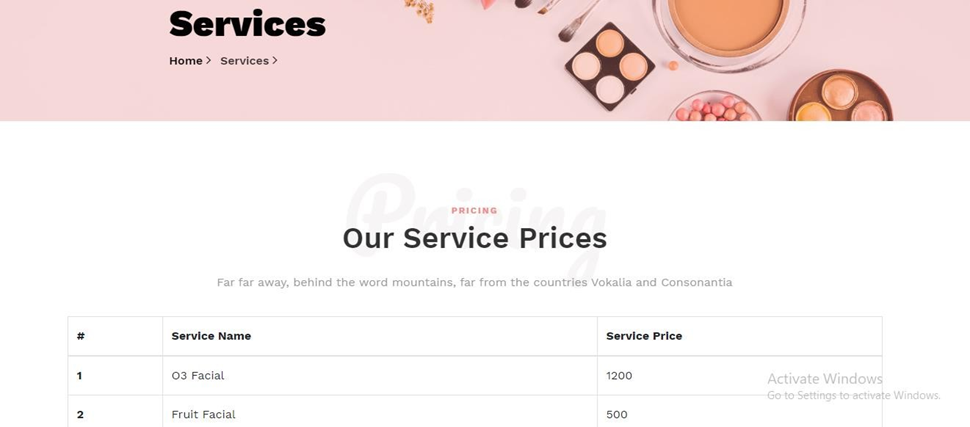 Services
Home > Services >
Pricing
PRICING
Our Service Prices
Far far away, behind the word mountains, far from the countries Vokalia and Consonantia
# Service Name Service Price
1 O3 Facial 1200
Activate Windows
Go to Settings to activate Windows.
2 Fruit Facial 500